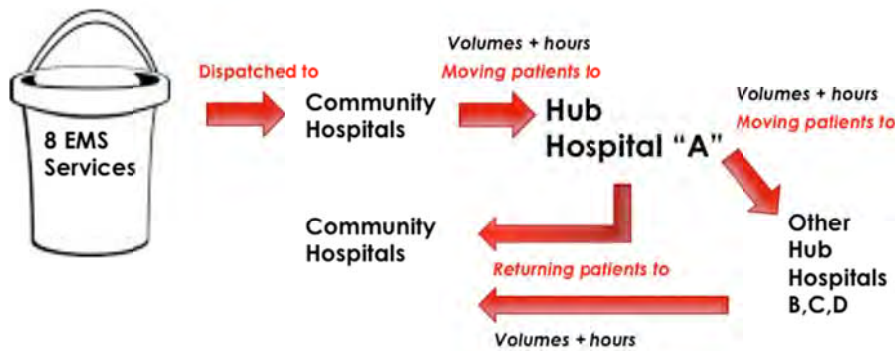 8 EMS
Services
Dispatched to
Community
Hospitals
Volumes + hours
Moving patients to
Hub
Hospital “A”
Volumes + hours
Moving patients to
Other
Hub
Hospitals
B,C,D
Community
Hospitals
Returning patients to
Volumes + hours